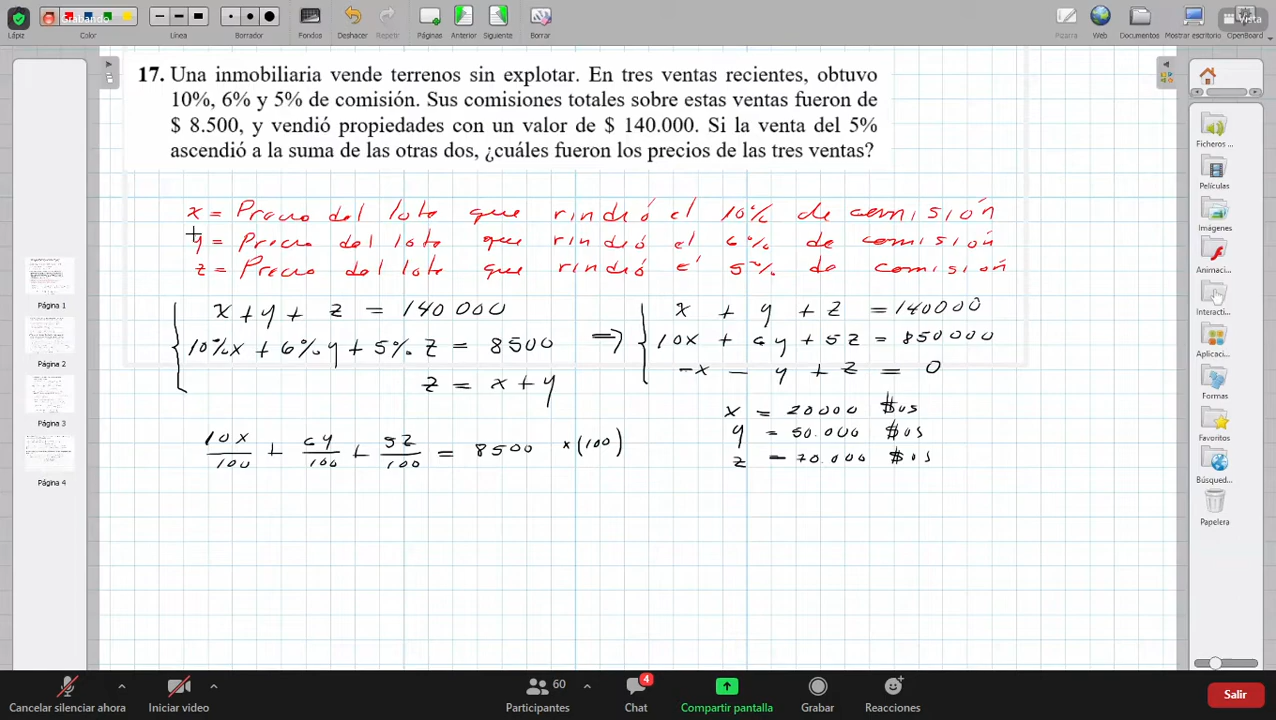 Grabando
Lápiz
Color
Línea
Borrador
Fondos
Deshacer
Repetir
Páginas
Anterior
Siguiente
Borrar
Pizarra
Web
Documentos
Mostrar escritorio
Vista
OpenBoard
17. Una inmobiliaria vende terrenos sin explotar. En tres ventas recientes, obtuvo
10%, 6% y 5% de comisión. Sus comisiones totales sobre estas ventas fueron de
$ 8.500, y vendió propiedades con un valor de $ 140.000. Si la venta del 5%
ascendió a la suma de las otras dos, ¿cuáles fueron los precios de las tres ventas?
x = Precio del lote que rindió el 10% de comisión
y = Precio del lote que rindió el 6% de comisión
z = Precio del lote que rindió el 5% de comisión
x + y + z = 140 000
10%x + 6%y + 5% z = 8500
z = x + y
⇒
x + y + z = 140000
10x + 6y + 5z = 850000
-x - y + z = 0
10x/100 + 6y/100 + 5z/100 = 8500 x (100)
x = 20000 $us
y = 50.000 $us
z = 70.000 $us
Página 1
Página 2
Página 3
Página 4
Ficheros ...
Películas
Imágenes
Animaci...
Interacti...
Aplicaci...
Formas
Favoritos
Búsqued...
Papelera
Cancelar silenciar ahora
Iniciar video
60
Participantes
4
Chat
Compartir pantalla
Grabar
Reacciones
Salir